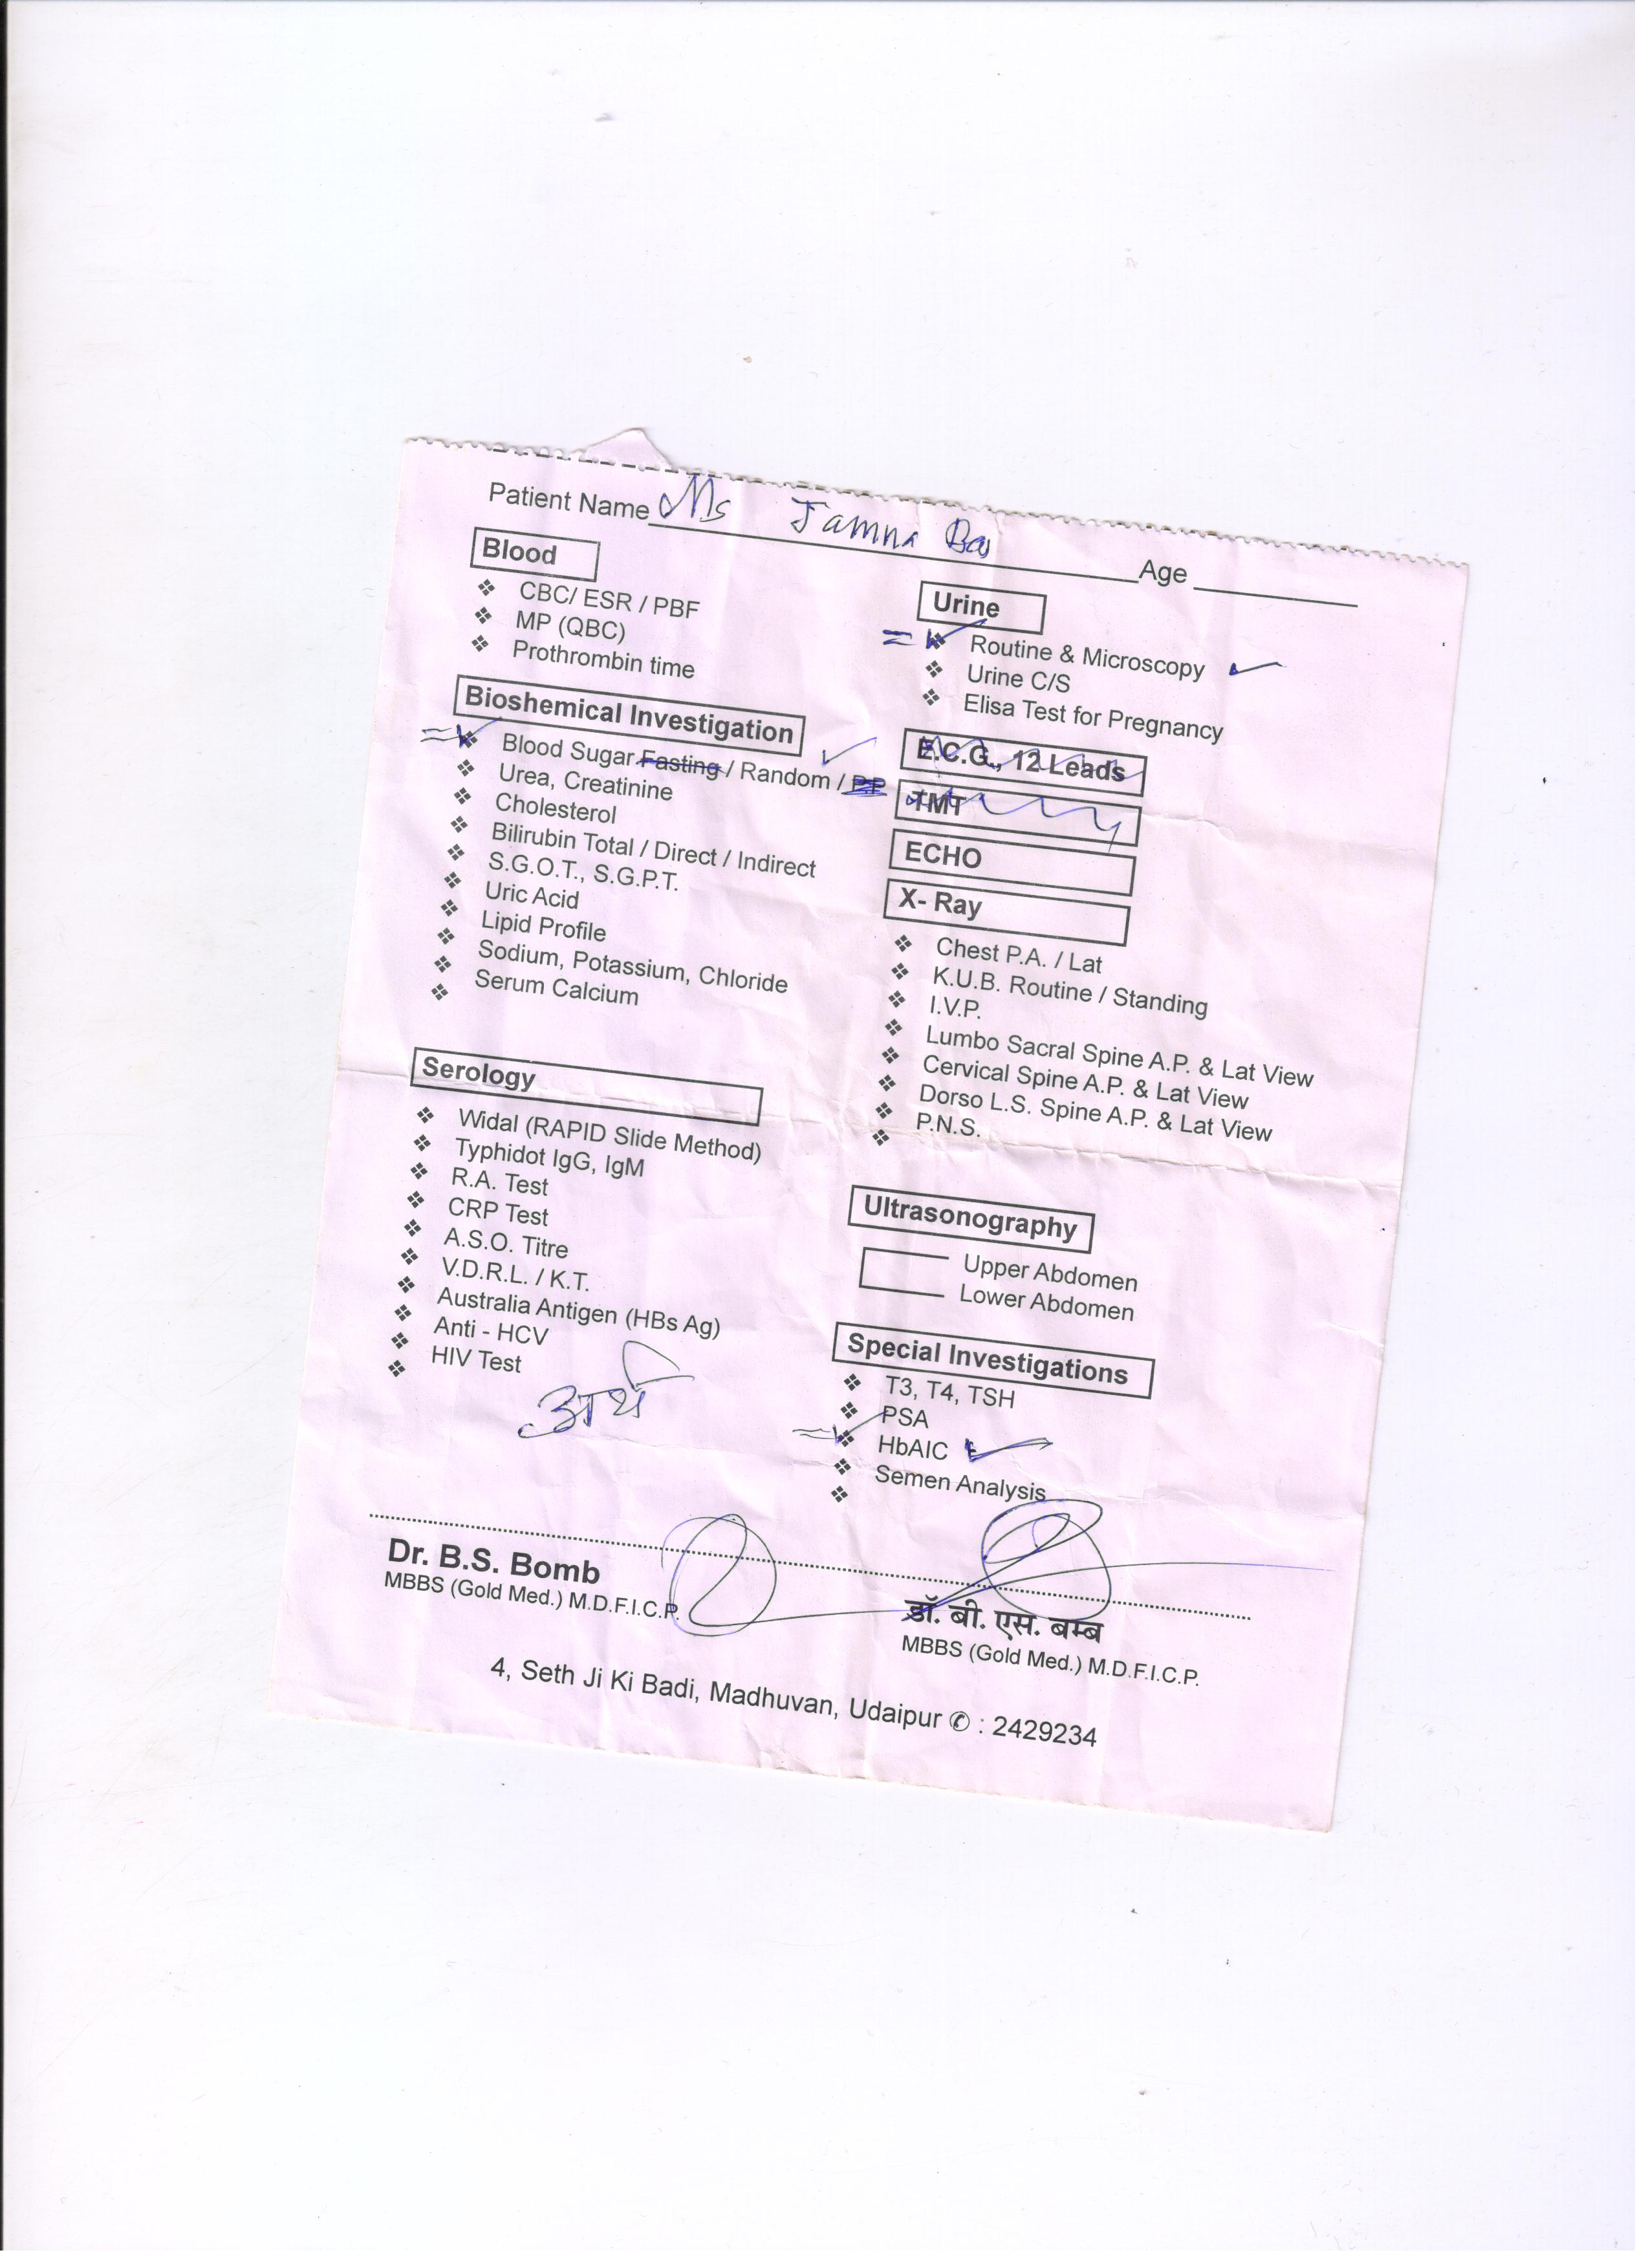 Patient Name Ms Jamna Bai Age
Blood
CBC/ ESR / PBF
MP (QBC)
Prothrombin time
Bioshemical Investigation
Blood Sugar Fasting / Random / PP
Urea, Creatinine
Cholesterol
Bilirubin Total / Direct / Indirect
S.G.O.T., S.G.P.T.
Uric Acid
Lipid Profile
Sodium, Potassium, Chloride
Serum Calcium
Serology
Widal (RAPID Slide Method)
Typhidot IgG, IgM
R.A. Test
CRP Test
A.S.O. Titre
V.D.R.L. / K.T.
Australia Antigen (HBs Ag)
Anti - HCV
HIV Test
Urine
Routine & Microscopy
Urine C/S
Elisa Test for Pregnancy
E.C.G., 12 Leads
TMT
ECHO
X- Ray
Chest P.A. / Lat
K.U.B. Routine / Standing
I.V.P.
Lumbo Sacral Spine A.P. & Lat View
Cervical Spine A.P. & Lat View
Dorso L.S. Spine A.P. & Lat View
P.N.S.
Ultrasonography
Upper Abdomen
Lower Abdomen
Special Investigations
T3, T4, TSH
PSA
HbAIC
Semen Analysis
Dr. B.S. Bomb
MBBS (Gold Med.) M.D.F.I.C.P.
डॉ. बी. एस. बम्ब
MBBS (Gold Med.) M.D.F.I.C.P.
4, Seth Ji Ki Badi, Madhuvan, Udaipur ✆ : 2429234